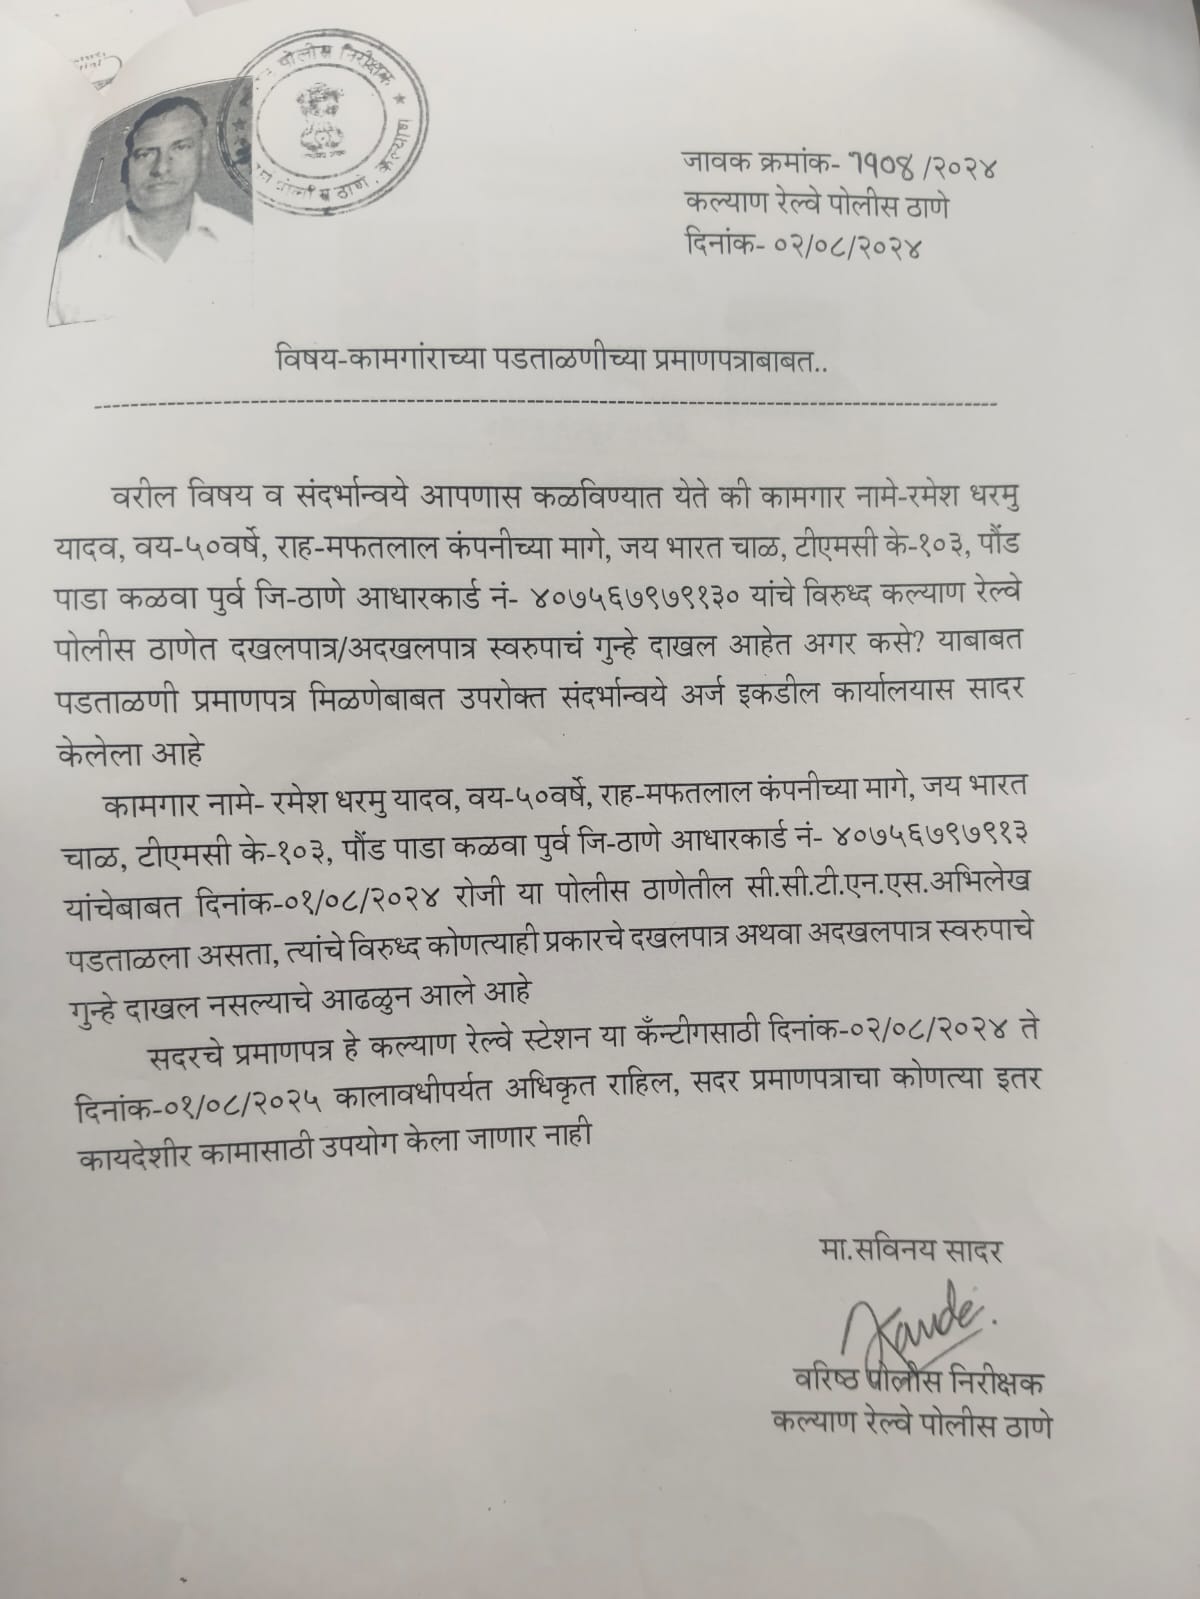 पोलीस निरीक्षक
कल्याण
जावक क्रमांक- १९०४ /२०२४
कल्याण रेल्वे पोलीस ठाणे
दिनांक- ०२/०८/२०२४
विषय-कामगांराच्या पडताळणीच्या प्रमाणपत्राबाबत..
वरील विषय व संदर्भान्वये आपणास कळविण्यात येते की कामगार नामे-रमेश धरमु
यादव, वय-५०वर्षे, राह-मफतलाल कंपनीच्या मागे, जय भारत चाळ, टीएमसी के-१०३, पौंड
पाडा कळवा पुर्व जि-ठाणे आधारकार्ड नं- ४०७५६७९७९१३० यांचे विरुध्द कल्याण रेल्वे
पोलीस ठाणेत दखलपात्र/अदखलपात्र स्वरुपाचं गुन्हे दाखल आहेत अगर कसे? याबाबत
पडताळणी प्रमाणपत्र मिळणेबाबत उपरोक्त संदर्भान्वये अर्ज इकडील कार्यालयास सादर
केलेला आहे
कामगार नामे- रमेश धरमु यादव, वय-५०वर्षे, राह-मफतलाल कंपनीच्या मागे, जय भारत
चाळ, टीएमसी के-१०३, पौंड पाडा कळवा पुर्व जि-ठाणे आधारकार्ड नं- ४०७५६७९७९१३
यांचेबाबत दिनांक-०१/०८/२०२४ रोजी या पोलीस ठाणेतील सी.सी.टी.एन.एस.अभिलेख
पडताळला असता, त्यांचे विरुध्द कोणत्याही प्रकारचे दखलपात्र अथवा अदखलपात्र स्वरुपाचे
गुन्हे दाखल नसल्याचे आढळुन आले आहे
सदरचे प्रमाणपत्र हे कल्याण रेल्वे स्टेशन या कँन्टीगसाठी दिनांक-०२/०८/२०२४ ते
दिनांक-०१/०८/२०२५ कालावधीपर्यत अधिकृत राहिल, सदर प्रमाणपत्राचा कोणत्या इतर
कायदेशीर कामासाठी उपयोग केला जाणार नाही
मा.सविनय सादर
वरिष्ठ पोलीस निरीक्षक
कल्याण रेल्वे पोलीस ठाणे